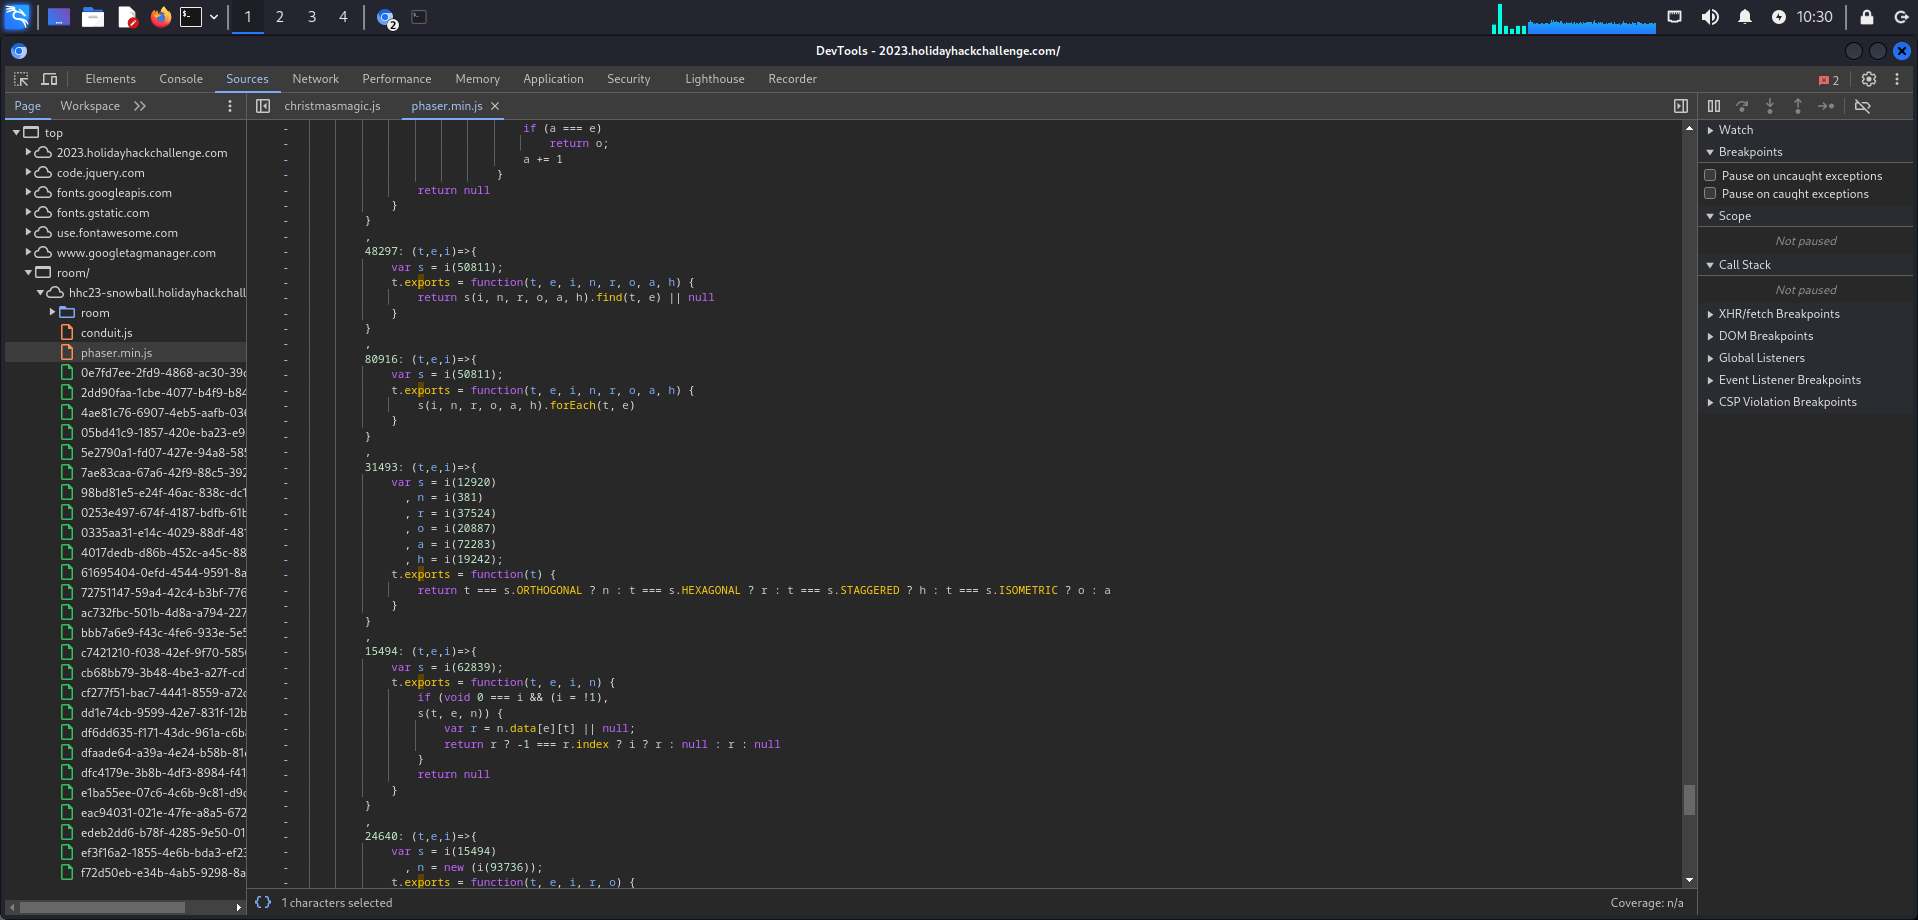 1 2 3 4 2 10:30
DevTools - 2023.holidayhackchallenge.com/
Elements Console Sources Network Performance Memory Application Security Lighthouse Recorder 2
Page Workspace christmasmagic.js phaser.min.js
top
2023.holidayhackchallenge.com
code.jquery.com
fonts.googleapis.com
fonts.gstatic.com
use.fontawesome.com
www.googletagmanager.com
room/
hhc23-snowball.holidayhackchall
room
conduit.js
phaser.min.js
0e7fd7ee-2fd9-4868-ac30-39c
2dd90faa-1cbe-4077-b4f9-b84
4ae81c76-6907-4eb5-aafb-036
05bd41c9-1857-420e-ba23-e9
5e2790a1-fd07-427e-94a8-585
7ae83caa-67a6-42f9-88c5-392
98bd81e5-e24f-46ac-838c-dc1
0253e497-674f-4187-bdfb-61b
0335aa31-e14c-4029-88df-481
4017dedb-d86b-452c-a45c-88
61695404-0efd-4544-9591-8a
72751147-59a4-42c4-b3bf-776
ac732fbc-501b-4d8a-a794-227
bbb7a6e9-f43c-4fe6-933e-5e5
c7421210-f038-42ef-9f70-5856
cb68bb79-3b48-4be3-a27f-cd7
cf277f51-bac7-4441-8559-a72c
dd1e74cb-9599-42e7-831f-12b
df6dd635-f171-43dc-961a-c6b
dfaade64-a39a-4e24-b58b-81c
dfc4179e-3b8b-4df3-8984-f41
e1ba55ee-07c6-4c6b-9c81-d9c
eac94031-021e-47fe-a8a5-672
edeb2dd6-b78f-4285-9e50-01
ef3f16a2-1855-4e6b-bda3-ef23
f72d50eb-e34b-4ab5-9298-8a
if (a === e)
return o;
a += 1
}
return null
}
}
,
48297: (t,e,i)=>{
var s = i(50811);
t.exports = function(t, e, i, n, r, o, a, h) {
return s(i, n, r, o, a, h).find(t, e) || null
}
}
,
80916: (t,e,i)=>{
var s = i(50811);
t.exports = function(t, e, i, n, r, o, a, h) {
s(i, n, r, o, a, h).forEach(t, e)
}
}
,
31493: (t,e,i)=>{
var s = i(12920)
, n = i(381)
, r = i(37524)
, o = i(20887)
, a = i(72283)
, h = i(19242);
t.exports = function(t) {
return t === s.ORTHOGONAL ? n : t === s.HEXAGONAL ? r : t === s.STAGGERED ? h : t === s.ISOMETRIC ? o : a
}
}
,
15494: (t,e,i)=>{
var s = i(62839);
t.exports = function(t, e, i, n) {
if (void 0 === i && (i = !1),
s(t, e, n)) {
var r = n.data[e][t] || null;
return r ? -1 === r.index ? i ? r : null : r : null
}
return null
}
}
,
24640: (t,e,i)=>{
var s = i(15494)
, n = new (i(93736));
t.exports = function(t, e, i, r, o) {
{} 1 characters selected Coverage: n/a
Watch
Breakpoints
Pause on uncaught exceptions
Pause on caught exceptions
Scope
Not paused
Call Stack
Not paused
XHR/fetch Breakpoints
DOM Breakpoints
Global Listeners
Event Listener Breakpoints
CSP Violation Breakpoints